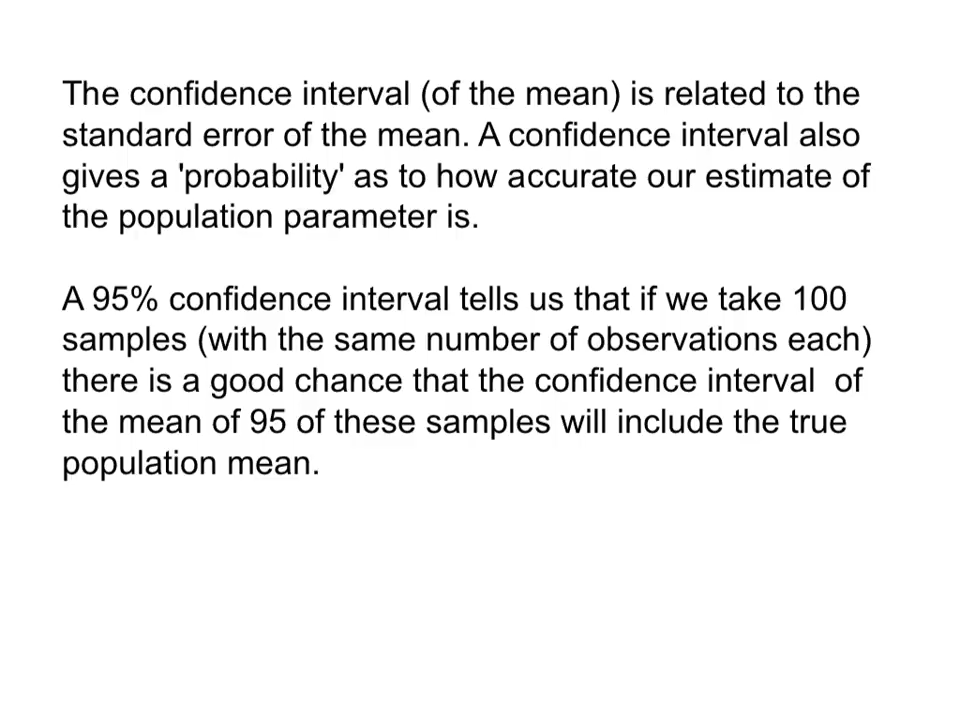 The confidence interval (of the mean) is related to the
standard error of the mean. A confidence interval also
gives a 'probability' as to how accurate our estimate of
the population parameter is.
A 95% confidence interval tells us that if we take 100
samples (with the same number of observations each)
there is a good chance that the confidence interval  of
the mean of 95 of these samples will include the true
population mean.